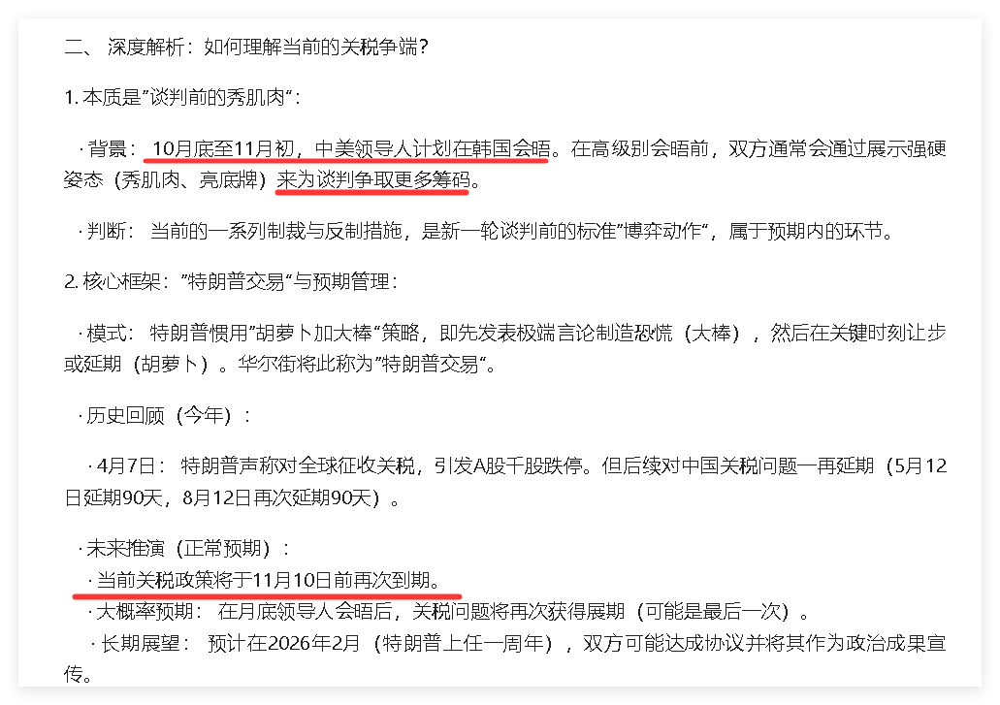 二、 深度解析：如何理解当前的关税争端？
1. 本质是"谈判前的秀肌肉"：
· 背景： 10月底至11月初，中美领导人计划在韩国会晤。在高级别会晤前，双方通常会通过展示强硬
姿态（秀肌肉、亮底牌）来为谈判争取更多筹码。
· 判断： 当前的一系列制裁与反制措施，是新一轮谈判前的标准"博弈动作"，属于预期内的环节。
2. 核心框架："特朗普交易"与预期管理：
· 模式： 特朗普惯用"胡萝卜加大棒"策略，即先发表极端言论制造恐慌（大棒），然后在关键时刻让步
或延期（胡萝卜）。华尔街将此称为"特朗普交易"。
· 历史回顾（今年）：
· 4月7日： 特朗普声称对全球征收关税，引发A股千股跌停。但后续对中国关税问题一再延期（5月12
日延期90天，8月12日再次延期90天）。
· 未来推演（正常预期）：
· 当前关税政策将于11月10日前再次到期。
· 大概率预期： 在月底领导人会晤后，关税问题将再次获得展期（可能是最后一次）。
· 长期展望： 预计在2026年2月（特朗普上任一周年），双方可能达成协议并将其作为政治成果宣
传。